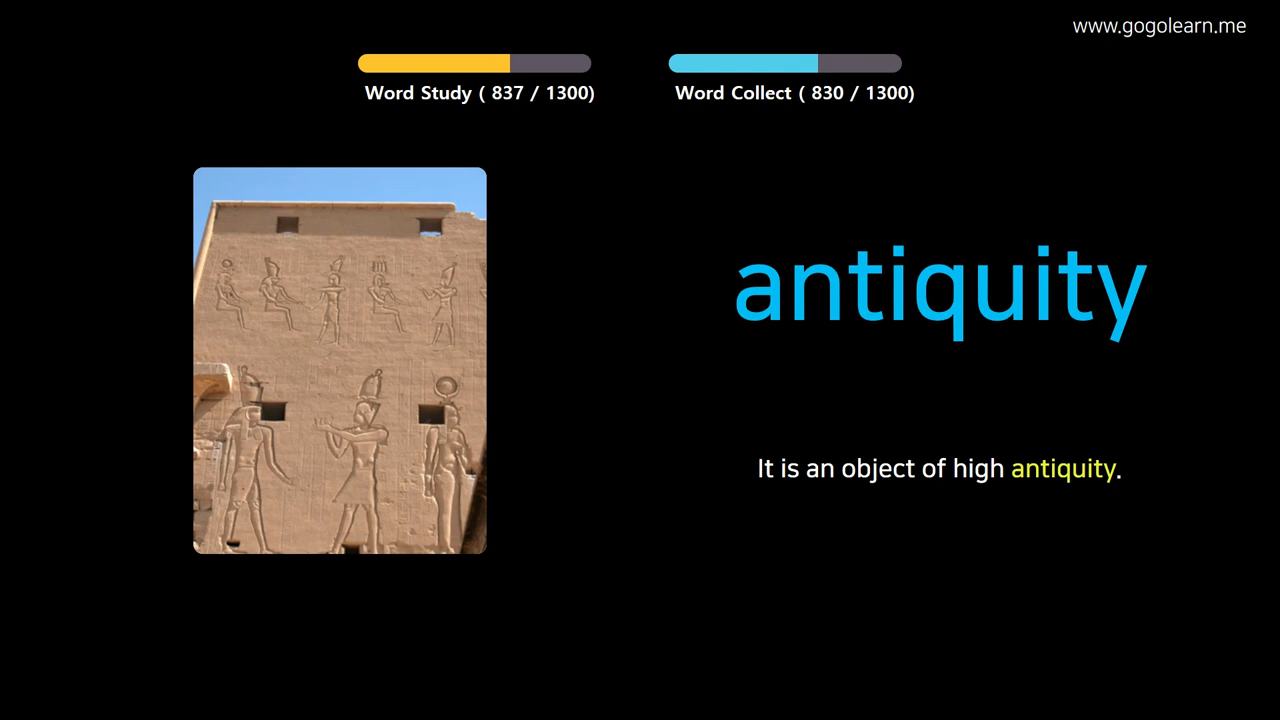 www.gogolearn.me
Word Study ( 837 / 1300)
Word Collect ( 830 / 1300)
antiquity
It is an object of high antiquity.